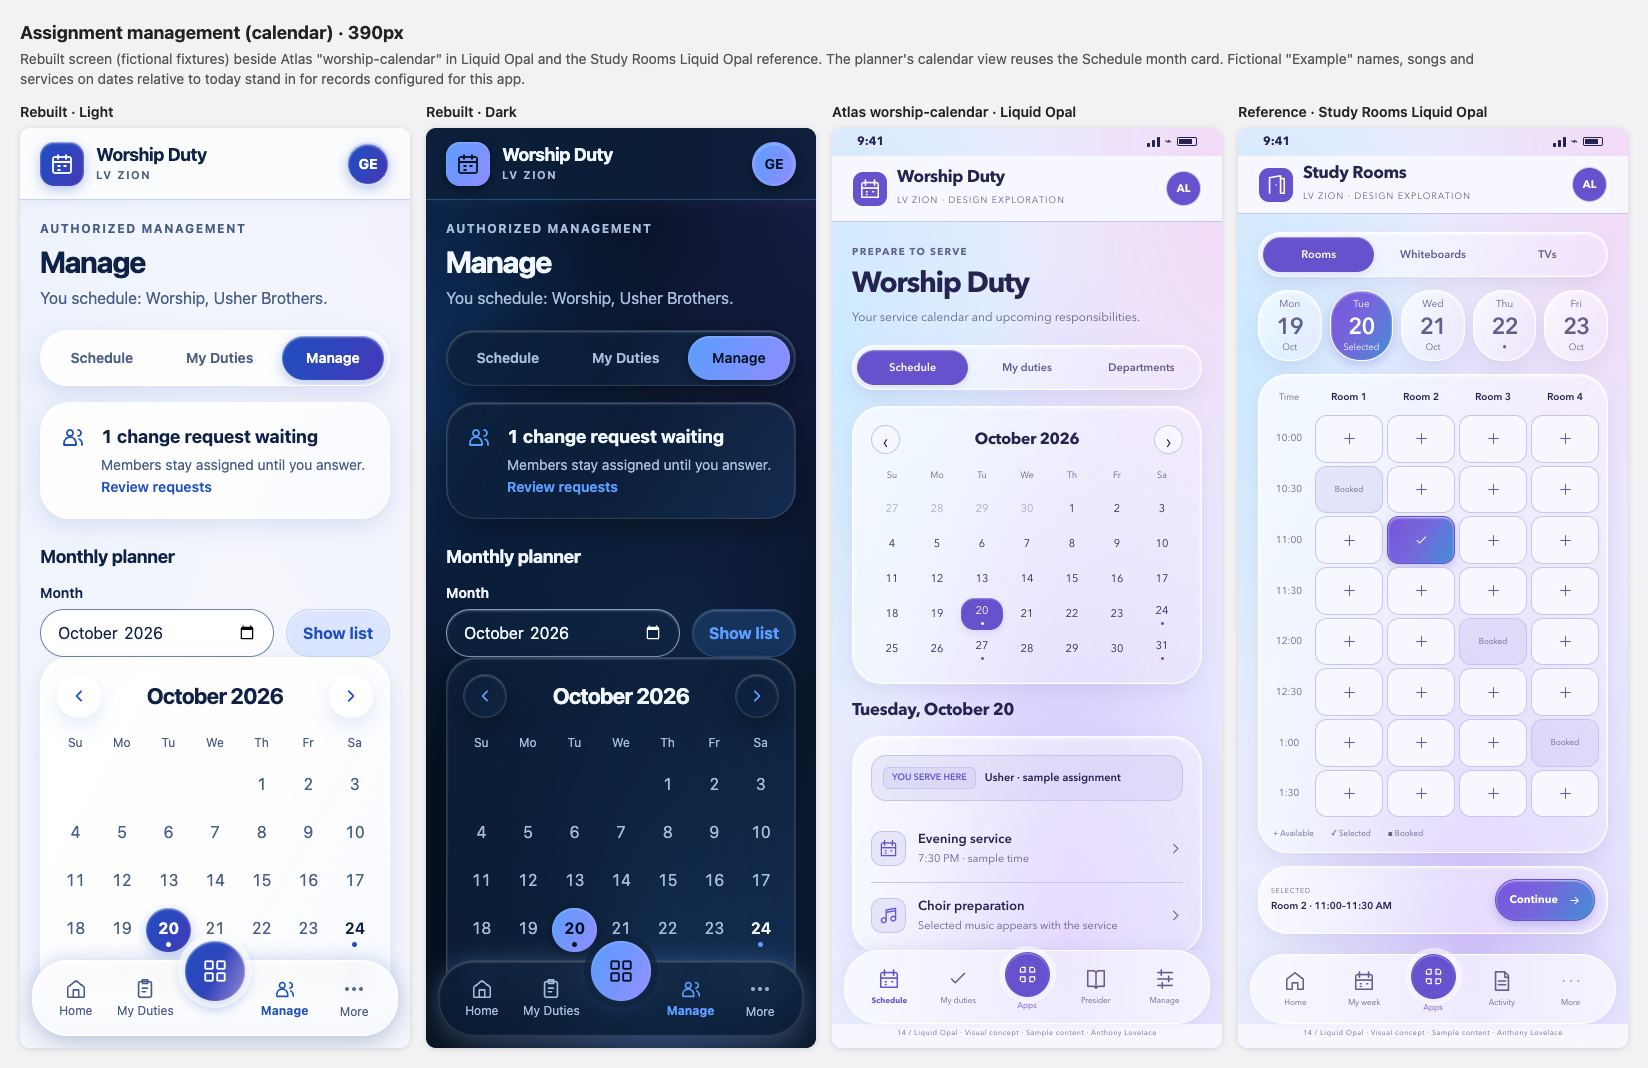 Assignment management (calendar) · 390px
Rebuilt screen (fictional fixtures) beside Atlas "worship-calendar" in Liquid Opal and the Study Rooms Liquid Opal reference. The planner's calendar view reuses the Schedule month card. Fictional "Example" names, songs and
services on dates relative to today stand in for records configured for this app.
Rebuilt · Light
Worship Duty
LV ZION
GE
AUTHORIZED MANAGEMENT
Manage
You schedule: Worship, Usher Brothers.
Schedule My Duties Manage
1 change request waiting
Members stay assigned until you answer.
Review requests
Monthly planner
Month
October 2026 Show list
October 2026
Su Mo Tu We Th Fr Sa
1 2 3
4 5 6 7 8 9 10
11 12 13 14 15 16 17
18 19 20 21 22 23 24
Home My Duties Manage More
Rebuilt · Dark
Worship Duty
LV ZION
GE
AUTHORIZED MANAGEMENT
Manage
You schedule: Worship, Usher Brothers.
Schedule My Duties Manage
1 change request waiting
Members stay assigned until you answer.
Review requests
Monthly planner
Month
October 2026 Show list
October 2026
Su Mo Tu We Th Fr Sa
1 2 3
4 5 6 7 8 9 10
11 12 13 14 15 16 17
18 19 20 21 22 23 24
Home My Duties Manage More
Atlas worship-calendar · Liquid Opal
9:41
Worship Duty
LV ZION · DESIGN EXPLORATION
AL
PREPARE TO SERVE
Worship Duty
Your service calendar and upcoming responsibilities.
Schedule My duties Departments
October 2026
Su Mo Tu We Th Fr Sa
27 28 29 30 1 2 3
4 5 6 7 8 9 10
11 12 13 14 15 16 17
18 19 20 21 22 23 24
25 26 27 28 29 30 31
Tuesday, October 20
YOU SERVE HERE Usher · sample assignment
Evening service
7:30 PM · sample time
Choir preparation
Selected music appears with the service
Schedule My duties Apps Presider Manage
14 / Liquid Opal · Visual concept · Sample content · Anthony Lovelace
Reference · Study Rooms Liquid Opal
9:41
Study Rooms
LV ZION · DESIGN EXPLORATION
AL
Rooms Whiteboards TVs
Mon Tue Wed Thu Fri
19 20 21 22 23
Oct Selected Oct • Oct
Time Room 1 Room 2 Room 3 Room 4
10:00 + + + +
10:30 Booked + + +
11:00 + ✓ + +
11:30 + + + +
12:00 + + Booked +
12:30 + + + +
1:00 + + + Booked
1:30 + + + +
+ Available ✓ Selected ■ Booked
SELECTED
Room 2 · 11:00–11:30 AM
Continue →
Home My week Apps Activity More
14 / Liquid Opal · Visual concept · Sample content · Anthony Lovelace